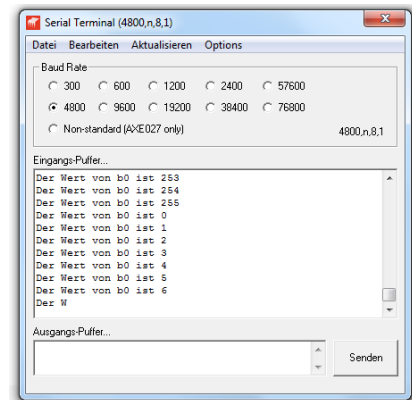 Serial Terminal (4800,n,8,1)
Datei Bearbeiten Aktualisieren Options
Baud Rate
300 600 1200 2400 57600
4800 9600 19200 38400 76800
Non-standard (AXE027 only) 4800,n,8,1
Eingangs-Puffer...
Der Wert von b0 ist 253
Der Wert von b0 ist 254
Der Wert von b0 ist 255
Der Wert von b0 ist 0
Der Wert von b0 ist 1
Der Wert von b0 ist 2
Der Wert von b0 ist 3
Der Wert von b0 ist 4
Der Wert von b0 ist 5
Der Wert von b0 ist 6
Der W
Ausgangs-Puffer...
Senden